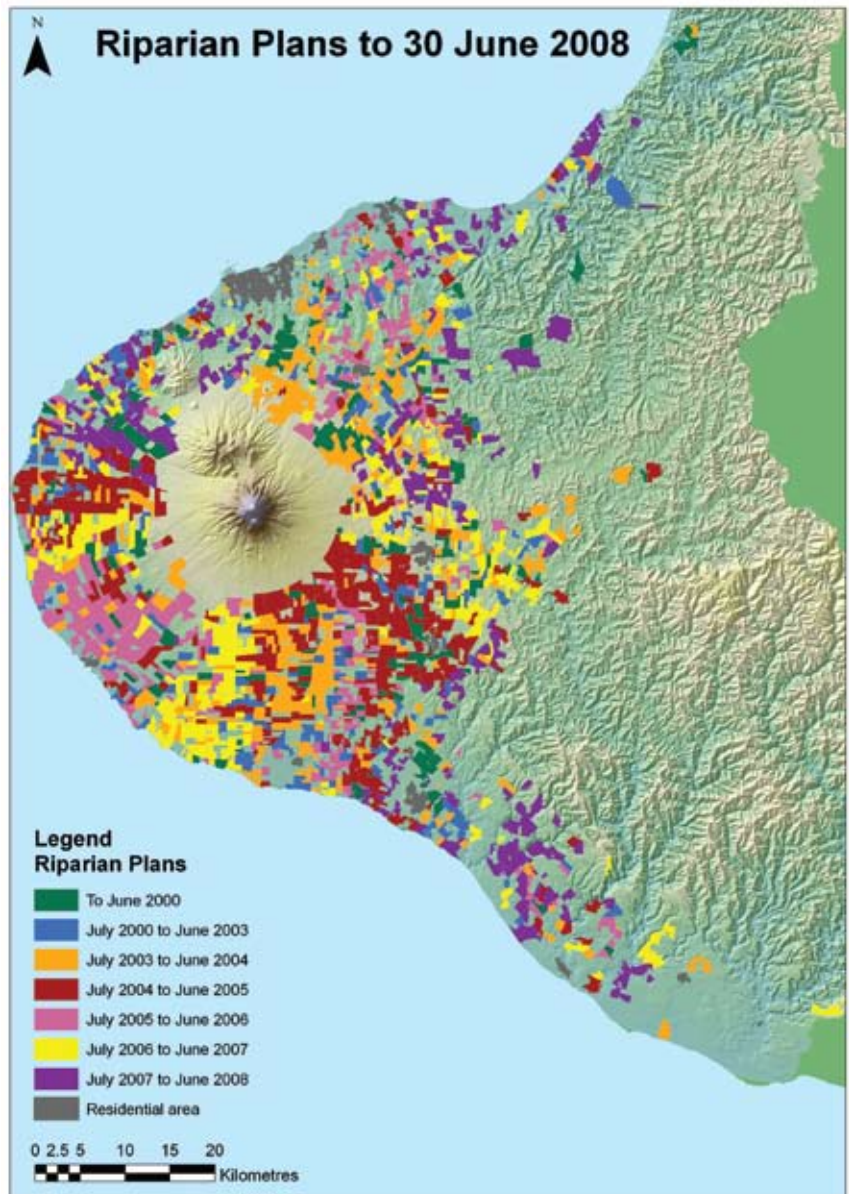 N
Riparian Plans to 30 June 2008
Legend
Riparian Plans
To June 2000
July 2000 to June 2003
July 2003 to June 2004
July 2004 to June 2005
July 2005 to June 2006
July 2006 to June 2007
July 2007 to June 2008
Residential area
0 2.5 5 10 15 20
Kilometres